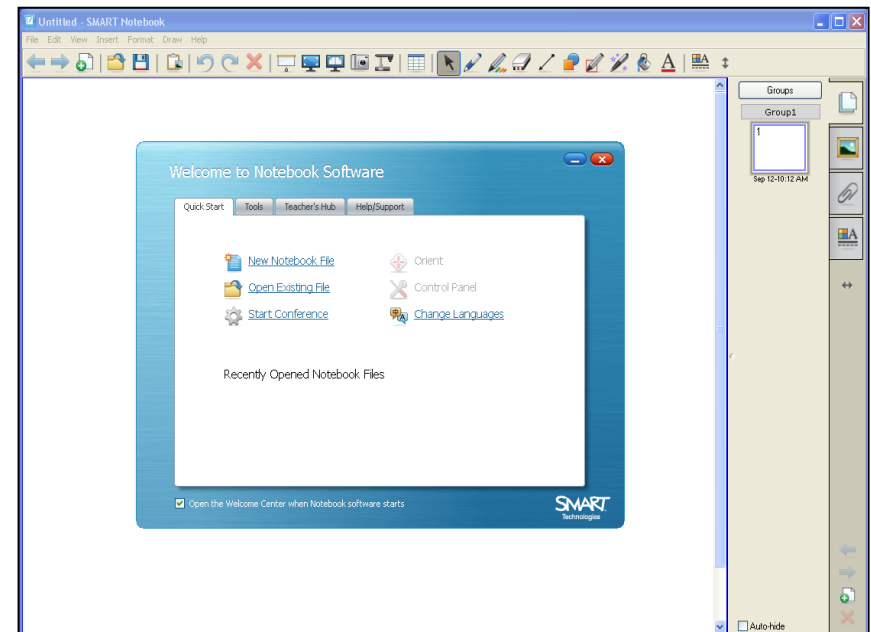 Untitled - SMART Notebook
File Edit View Insert Format Draw Help
Groups
Group1
1
Sep 12-10:12 AM
Welcome to Notebook Software
Quick Start Tools Teacher's Hub Help/Support
New Notebook File Orient
Open Existing File Control Panel
Start Conference Change Languages
Recently Opened Notebook Files
Open the Welcome Center when Notebook software starts
SMART
Technologies
Auto-hide